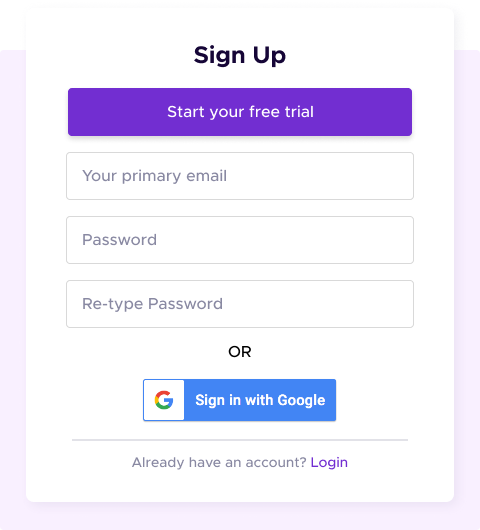 Sign Up
Start your free trial
Your primary email
Password
Re-type Password
OR
Sign in with Google
Already have an account? Login